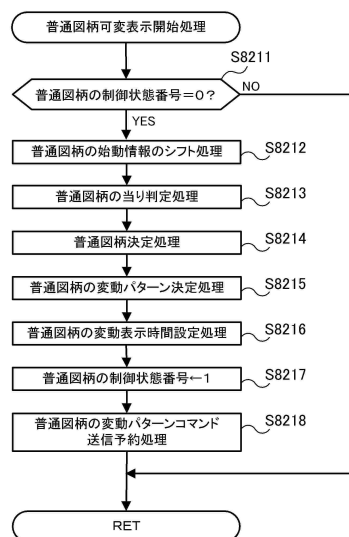 普通図柄可変表示開始処理
S8211
普通図柄の制御状態番号=0?
NO
YES
普通図柄の始動情報のシフト処理
S8212
普通図柄の当り判定処理
S8213
普通図柄決定処理
S8214
普通図柄の変動パターン決定処理
S8215
普通図柄の変動表示時間設定処理
S8216
普通図柄の制御状態番号←1
S8217
普通図柄の変動パターンコマンド
送信予約処理
S8218
RET